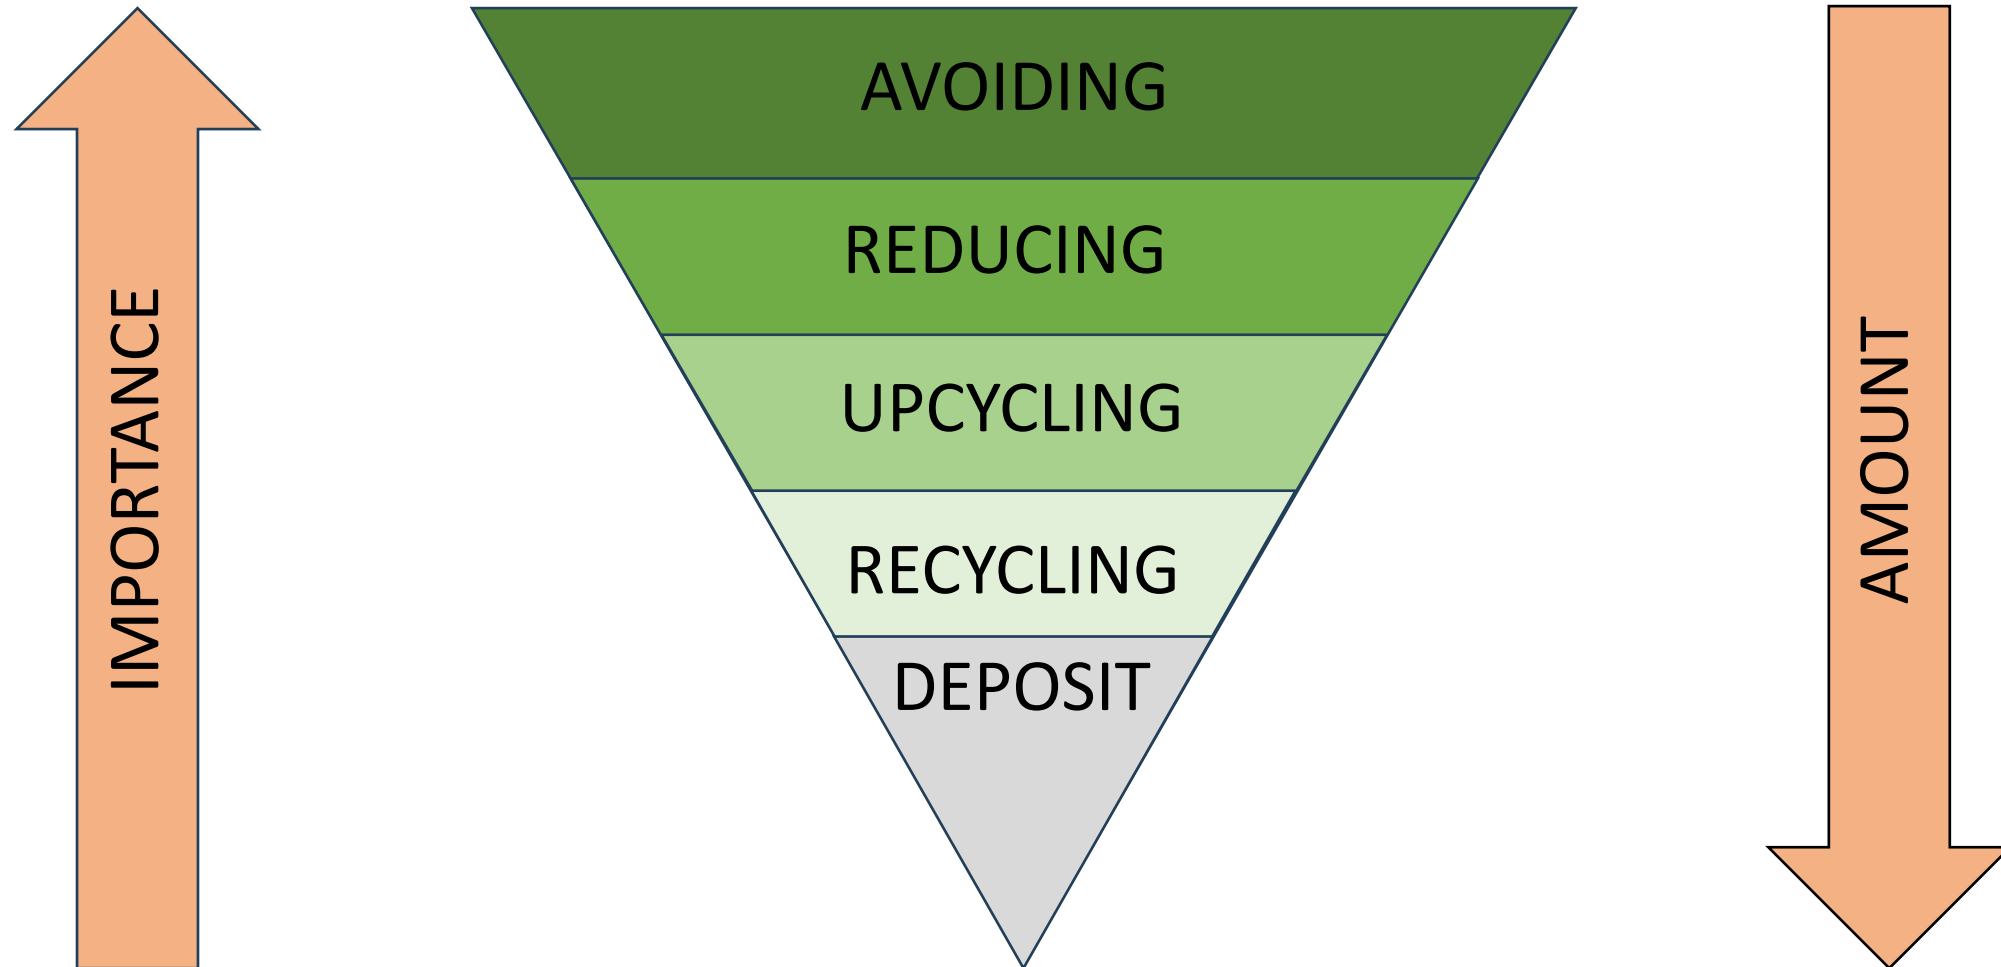 IMPORTANCE
AVOIDING
REDUCING
UPCYCLING
RECYCLING
DEPOSIT
AMOUNT